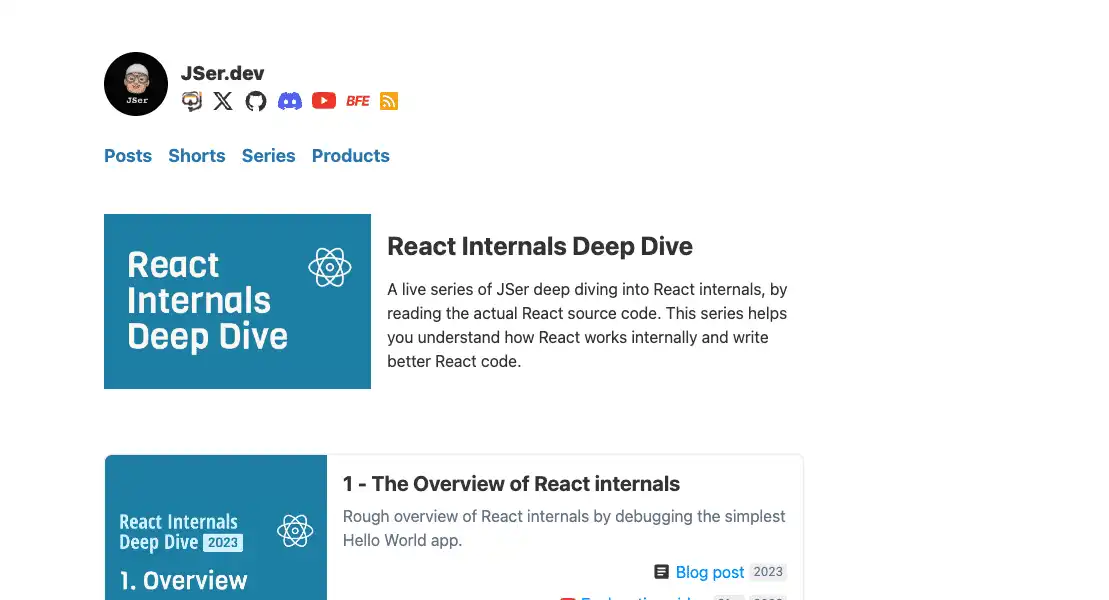 JSer.dev
JSer
BFE
Posts Shorts Series Products
React
Internals
Deep Dive
React Internals Deep Dive
A live series of JSer deep diving into React internals, by
reading the actual React source code. This series helps
you understand how React works internally and write
better React code.
React Internals
Deep Dive 2023
1. Overview
1 - The Overview of React internals
Rough overview of React internals by debugging the simplest
Hello World app.
Blog post 2023